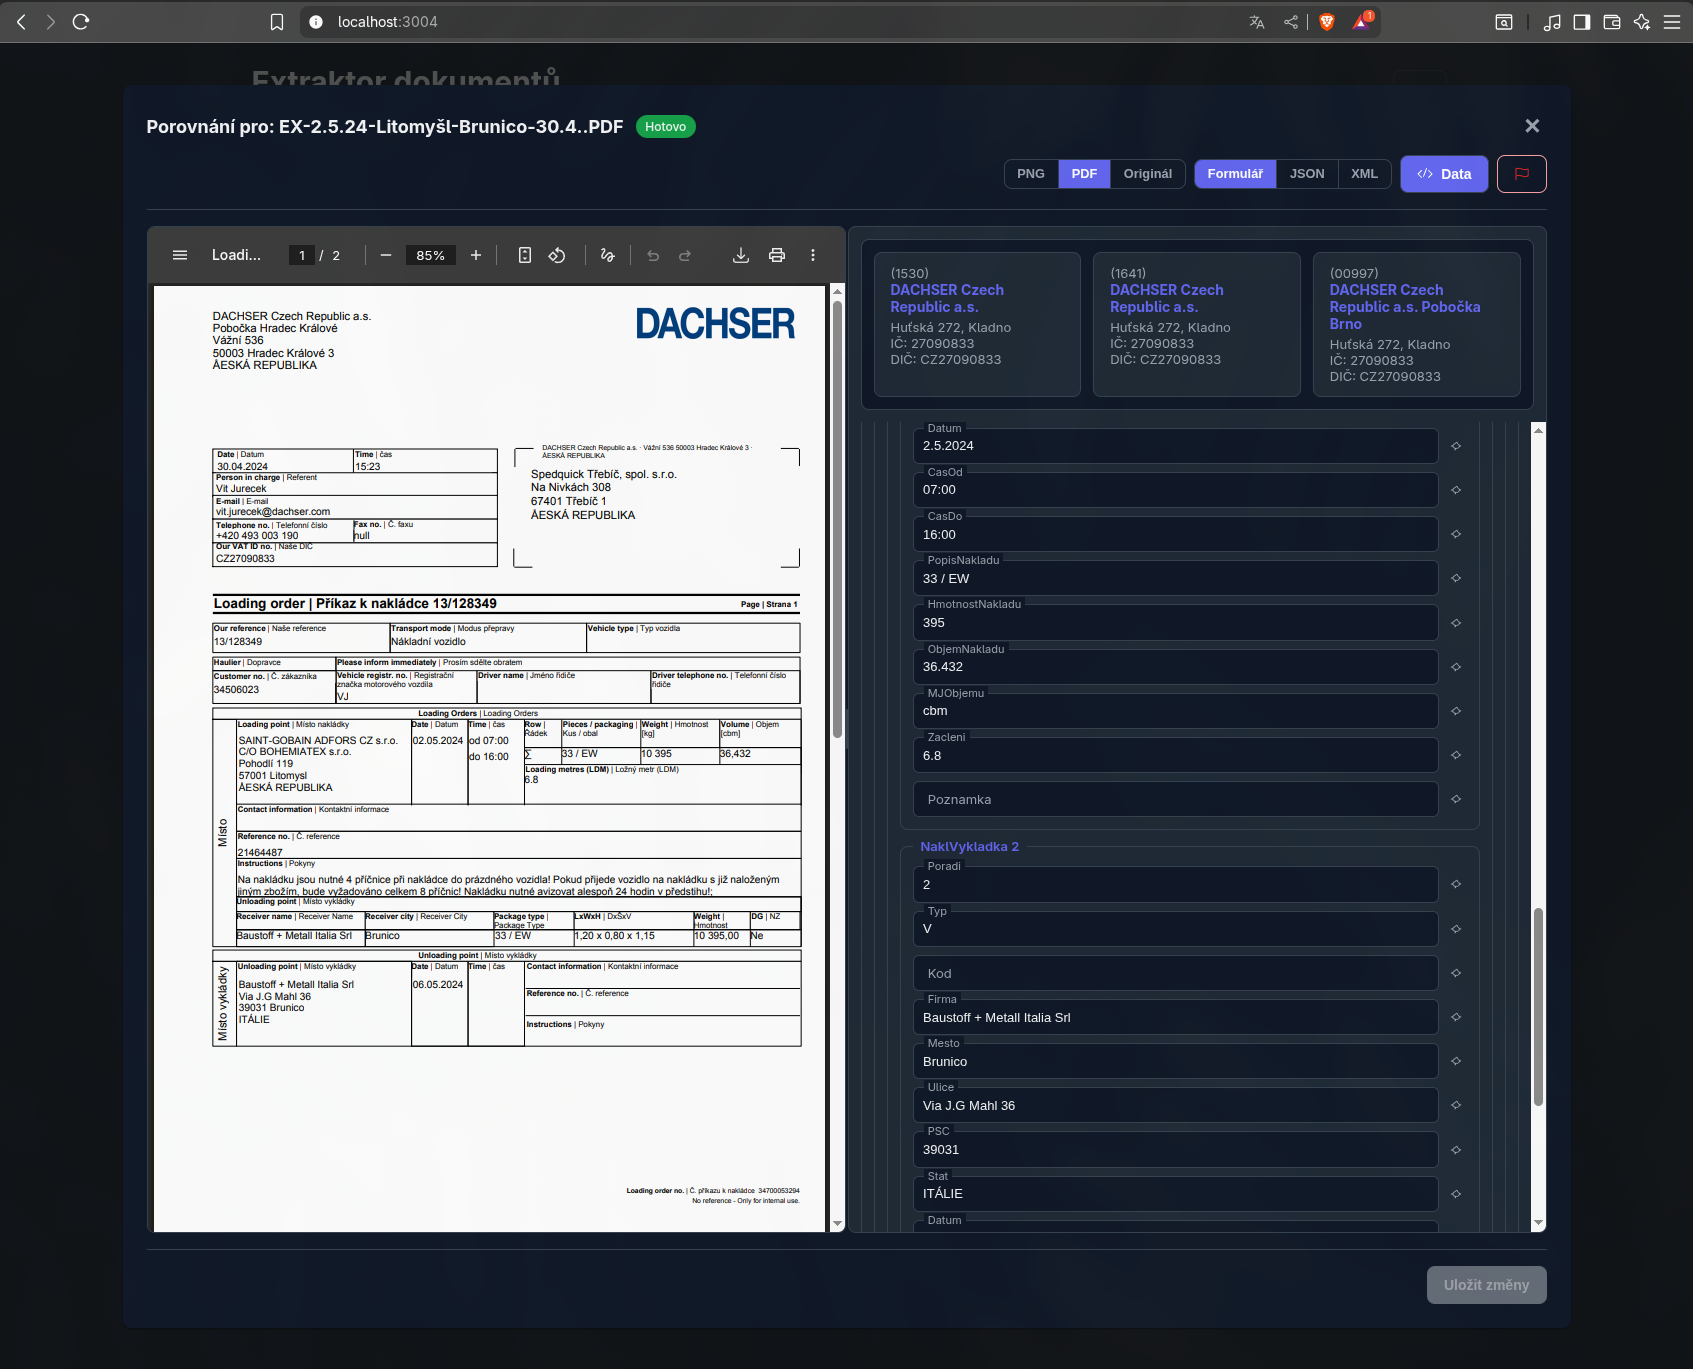 localhost:3004
1
Extraktor dokumentů
Porovnání pro: EX-2.5.24-Litomyšl-Brunico-30.4..PDF
Hotovo
PNG
PDF
Originál
Formulář
JSON
XML
</> Data
Loadi...
1 / 2
85%
DACHSER Czech Republic a.s.
Pobočka Hradec Králové
Vážní 536
50003 Hradec Králové 3
ÄESKÁ REPUBLIKA
DACHSER
Date | Datum
30.04.2024
Time | čas
15:23
Person in charge | Referent
Vit Jurecek
E-mail | E-mail
vit.jurecek@dachser.com
Telephone no. | Telefonní číslo
+420 493 003 190
Fax no. | Č. faxu
null
Our VAT ID no. | Naše DIČ
CZ27090833
DACHSER Czech Republic a.s. · Vážní 536 50003 Hradec Králové 3 ·
ÄESKÁ REPUBLIKA
Spedquick Třebíč, spol. s.r.o.
Na Nivkách 308
67401 Třebíč 1
ÄESKÁ REPUBLIKA
Loading order | Příkaz k nakládce 13/128349
Page | Strana 1
Our reference | Naše reference
13/128349
Transport mode | Modus přepravy
Nákladní vozidlo
Vehicle type | Typ vozidla
Haulier | Dopravce
Please inform immediately | Prosím sdělte obratem
Customer no. | Č. zákazníka
34506023
Vehicle registr. no. | Registrační
značka motorového vozdila
VJ
Driver name | Jméno řidiče
Driver telephone no. | Telefonní číslo
řidiče
Loading Orders | Loading Orders
Místo
Loading point | Místo nakládky
SAINT-GOBAIN ADFORS CZ s.r.o.
C/O BOHEMIATEX s.r.o.
Pohodlí 119
57001 Litomysl
ÄESKÁ REPUBLIKA
Date | Datum
02.05.2024
Time | čas
od 07:00
do 16:00
Row |
Řádek
Pieces / packaging |
Kus / obal
Weight | Hmotnost
[kg]
Volume | Objem
[cbm]
Σ
33 / EW
10 395
36,432
Loading metres (LDM) | Ložný metr (LDM)
6.8
Contact information | Kontaktní informace
Reference no. | Č. reference
21464487
Instructions | Pokyny
Na nakládku jsou nutné 4 příčnice při nakládce do prázdného vozidla! Pokud přijede vozidlo na nakládku s již naloženým
jiným zbožím, bude vyžadováno celkem 8 příčnic! Nakládku nutné avizovat alespoň 24 hodin v předstihu!;
Unloading point | Místo vykládky
Receiver name | Receiver Name
Receiver city | Receiver City
Package type |
Package Type
LxWxH | DxŠxV
Weight |
Hmotnost
DG | NZ
Baustoff + Metall Italia Srl
Brunico
33 / EW
1,20 x 0,80 x 1,15
10 395,00
Ne
Unloading point | Místo vykládky
Místo vykládky
Unloading point | Místo vykládky
Baustoff + Metall Italia Srl
Via J.G Mahl 36
39031 Brunico
ITÁLIE
Date | Datum
06.05.2024
Time | čas
Contact information | Kontaktní informace
Reference no. | Č. reference
Instructions | Pokyny
Loading order no. | Č. příkazu k nakládce 34700053294
No reference - Only for internal use.
(1530)
DACHSER Czech
Republic a.s.
Huťská 272, Kladno
IČ: 27090833
DIČ: CZ27090833
(1641)
DACHSER Czech
Republic a.s.
Huťská 272, Kladno
IČ: 27090833
DIČ: CZ27090833
(00997)
DACHSER Czech
Republic a.s. Pobočka
Brno
Huťská 272, Kladno
IČ: 27090833
DIČ: CZ27090833
Datum
2.5.2024
CasOd
07:00
CasDo
16:00
PopisNakladu
33 / EW
HmotnostNakladu
395
ObjemNakladu
36.432
MJObjemu
cbm
Zacleni
6.8
Poznamka
NaklVykladka 2
Poradi
2
Typ
V
Kod
Firma
Baustoff + Metall Italia Srl
Mesto
Brunico
Ulice
Via J.G Mahl 36
PSC
39031
Stat
ITÁLIE
Datum
Uložit změny